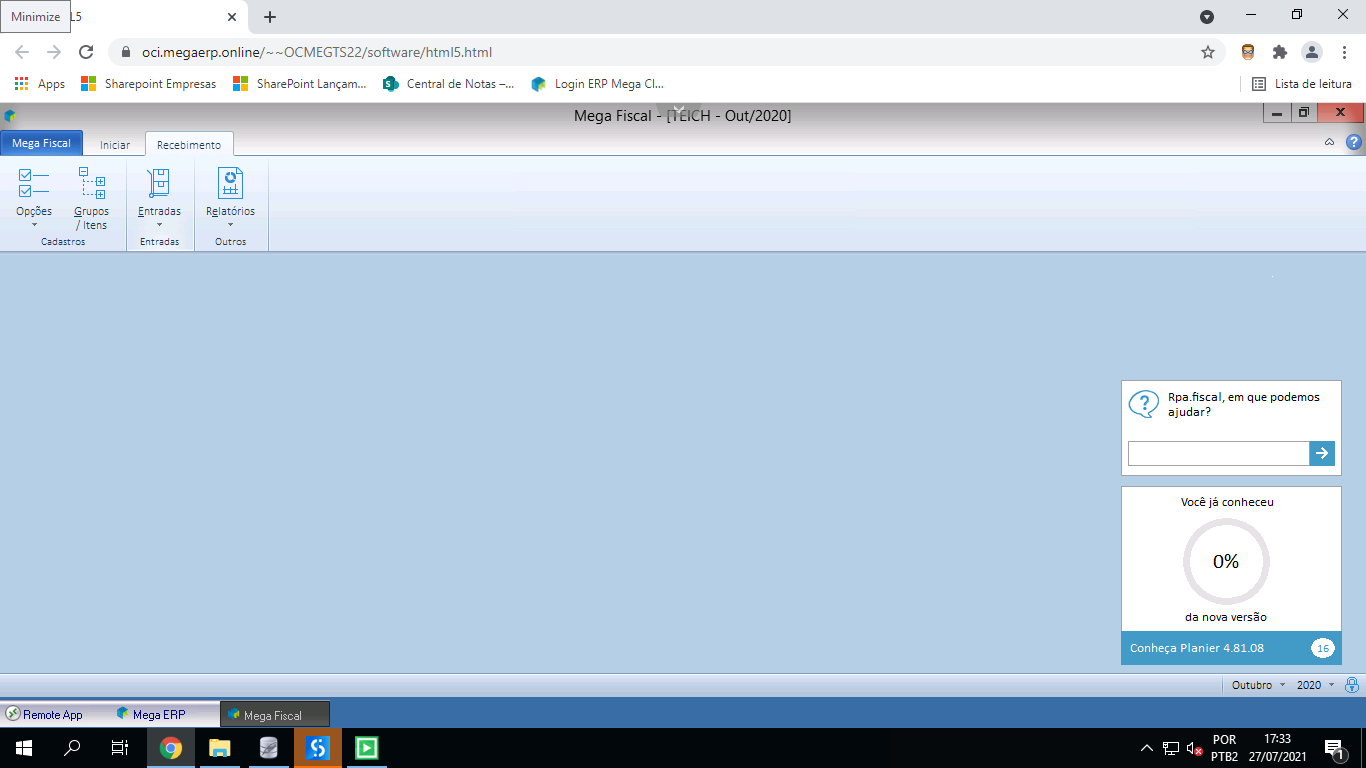 Minimize
L5
oci.megaerp.online/~~OCMEGTS22/software/html5.html
Apps
Sharepoint Empresas
SharePoint Lançam...
Central de Notas –...
Login ERP Mega Cl...
Lista de leitura
Mega Fiscal - [TEICH - Out/2020]
Mega Fiscal
Iniciar
Recebimento
Opções
Grupos
/ Itens
Entradas
Relatórios
Cadastros
Entradas
Outros
Rpa.fiscal, em que podemos
ajudar?
Você já conheceu
0%
da nova versão
Conheça Planier 4.81.08
16
Outubro
2020
Remote App
Mega ERP
Mega Fiscal
POR
PTB2
17:33
27/07/2021
1